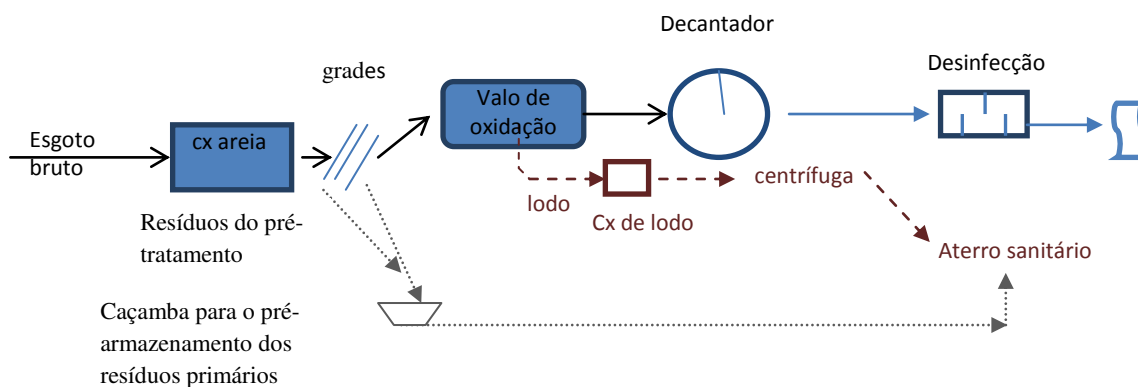 Decantador
grades
Desinfecção
Valo de
oxidação
Esgoto
bruto
cx areia
lodo
centrífuga
Cx de lodo
Resíduos do pré-
tratamento
Aterro sanitário
Caçamba para o pré-
armazenamento dos
resíduos primários